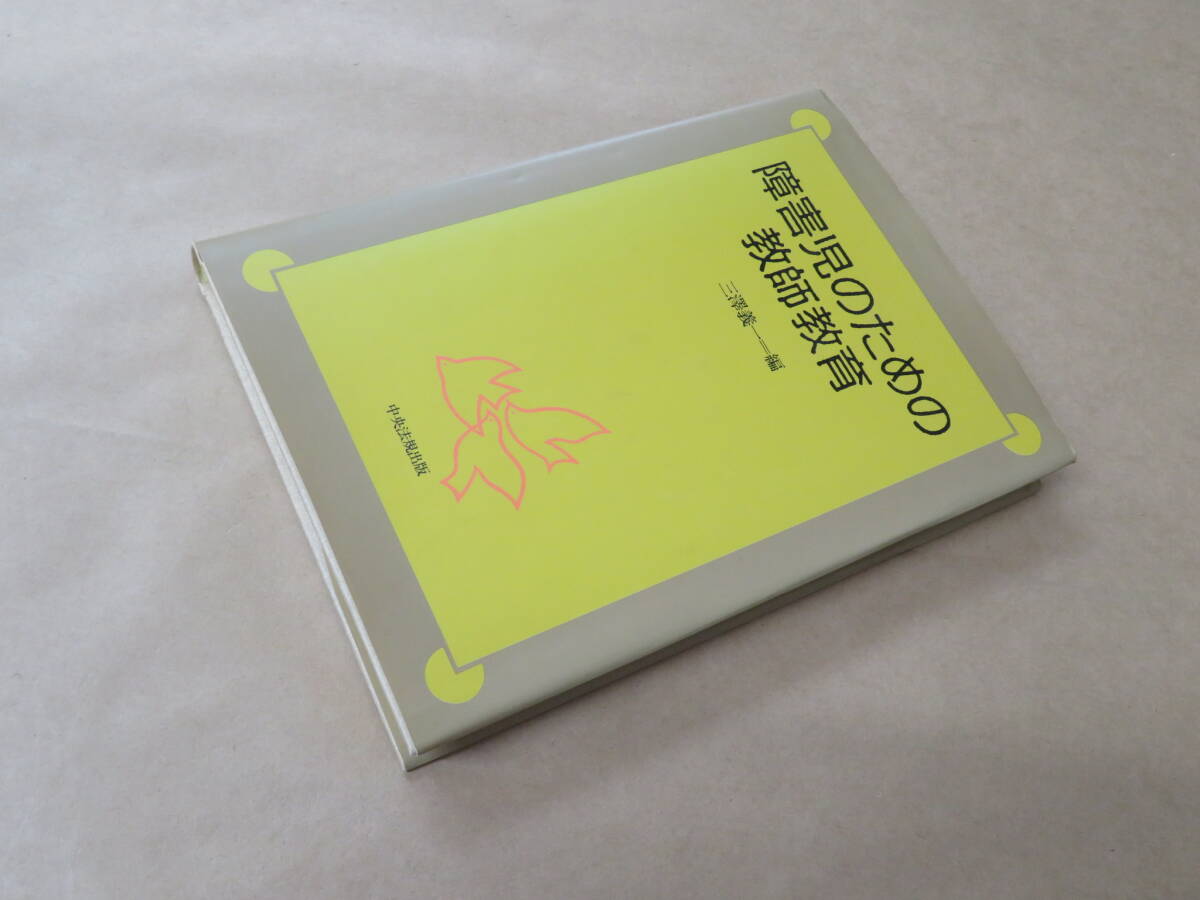 障害児のための
教師教育
三澤義一=編
中央法規出版